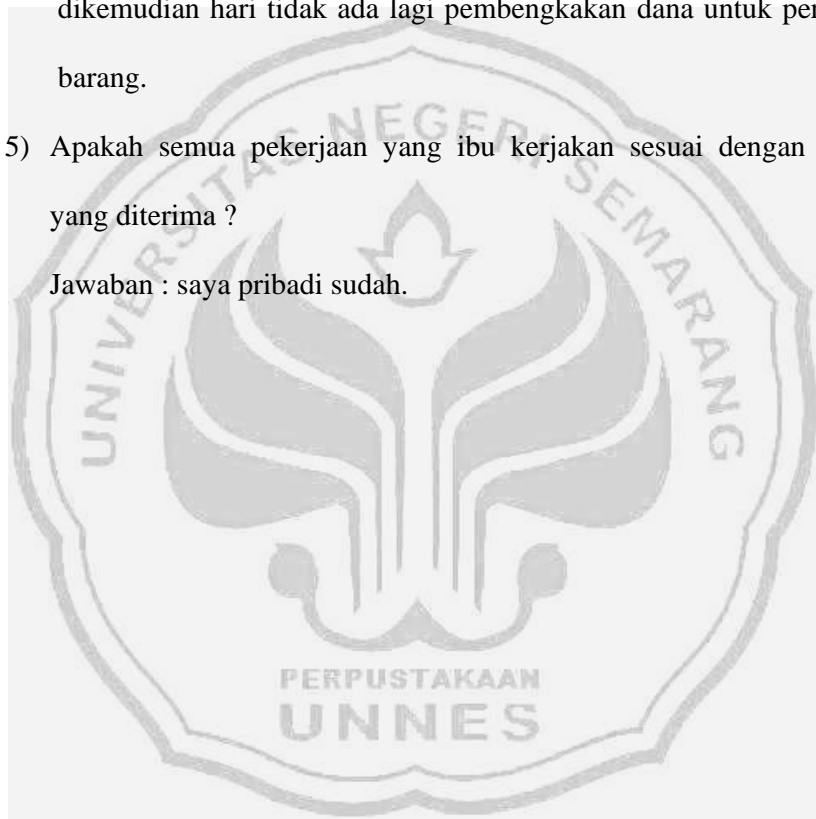 dikemudian hari tidak ada lagi pembengkakan dana untuk
barang.
5) Apakah semua pekerjaan yang ibu kerjakan sesuai dengan
yang diterima ?
Jawaban : saya pribadi sudah.
UNIVERSITAS NEGERI SEMARANG
PERPUSTAKAAN
UNNES